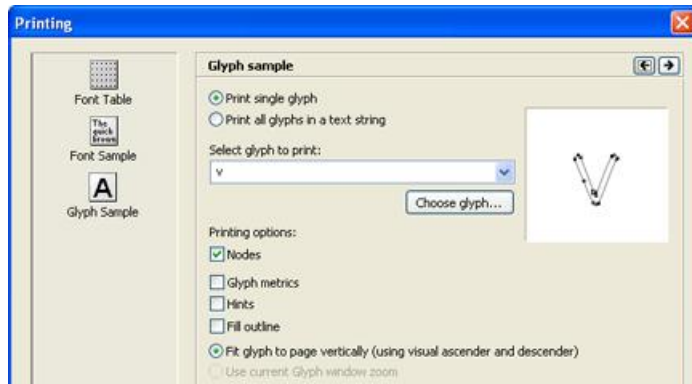 Printing
Font Table
The quick brown
Font Sample
A
Glyph Sample
Glyph sample
Print single glyph
Print all glyphs in a text string
Select glyph to print:
v
Choose glyph...
Printing options:
Nodes
Glyph metrics
Hints
Fill outline
Fit glyph to page vertically (using visual ascender and descender)
Use current Glyph window zoom